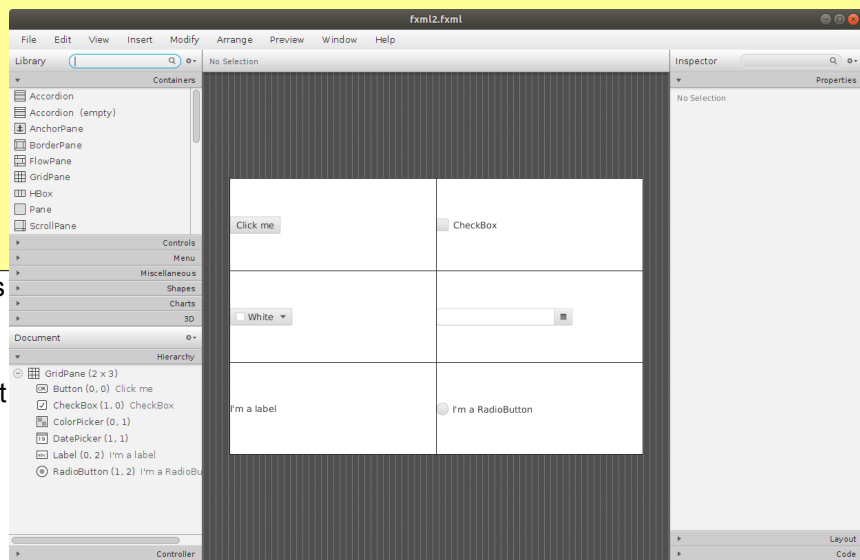 fxml2.fxml
File Edit View Insert Modify Arrange Preview Window Help
Library
No Selection
Inspector
Containers
Properties
Accordion
Accordion (empty)
AnchorPane
BorderPane
FlowPane
GridPane
HBox
Pane
ScrollPane
Controls
Menu
Miscellaneous
Shapes
Charts
3D
Document
Hierarchy
GridPane (2 x 3)
Button (0, 0) Click me
CheckBox (1, 0) CheckBox
ColorPicker (0, 1)
DatePicker (1, 1)
Label (0, 2) I'm a label
RadioButton (1, 2) I'm a RadioBu
Controller
Click me
CheckBox
White
I'm a label
I'm a RadioButton
No Selection
Layout
Code
s
t